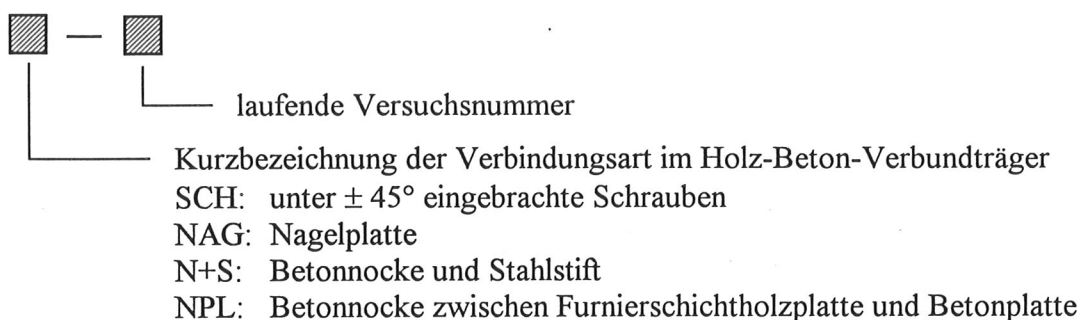 laufende Versuchsnummer
Kurzbezeichnung der Verbindungsart im Holz-Beton-Verbundträger
SCH: unter ± 45° eingebrachte Schrauben
NAG: Nagelplatte
N+S: Betonnocke und Stahlstift
NPL: Betonnocke zwischen Furnierschichtholzplatte und Betonplatte